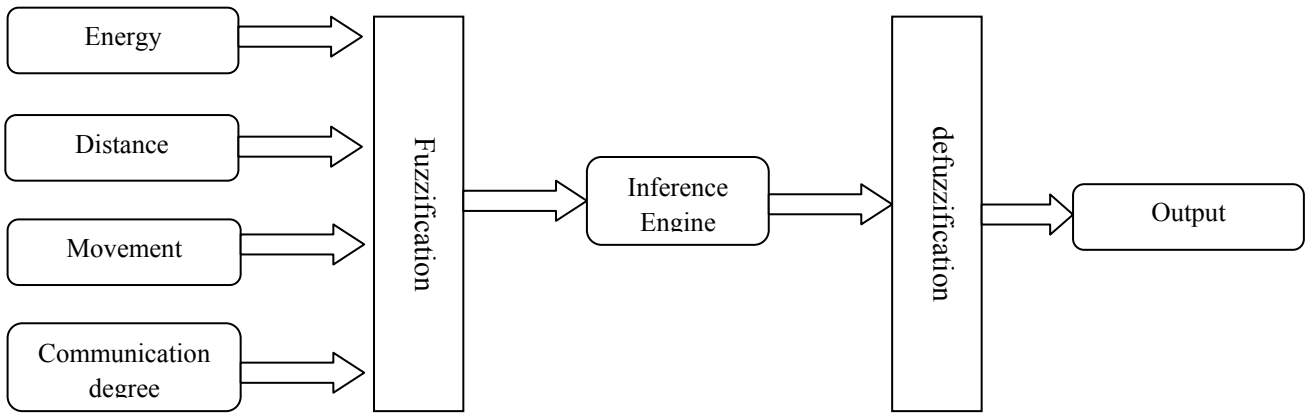 Energy
Distance
Movement
Communication
degree
Fuzzification
Inference
Engine
defuzzification
Output